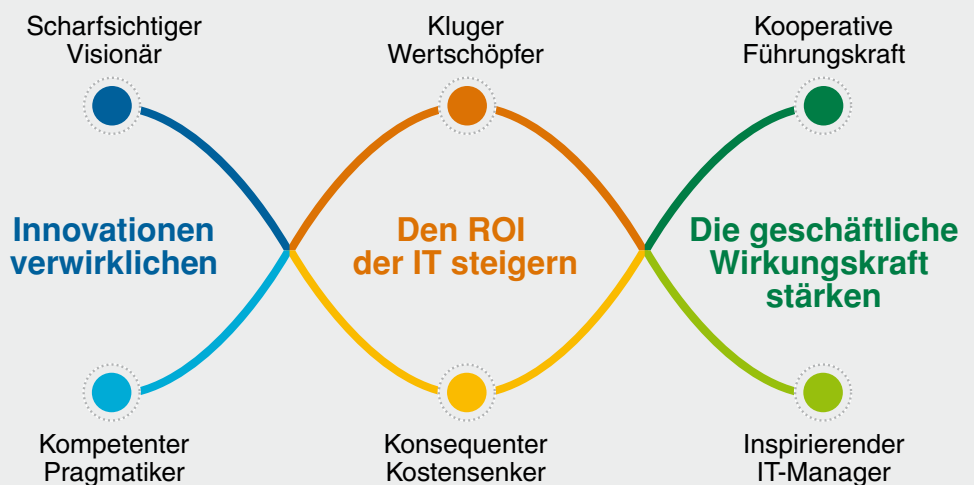 Scharfsichtiger
Visionär
Kluger
Wertschöpfer
Kooperative
Führungskraft
Innovationen
verwirklichen
Den ROI
der IT steigern
Die geschäftliche
Wirkungskraft
stärken
Kompetenter
Pragmatiker
Konsequenter
Kostensenker
Inspirierender
IT-Manager